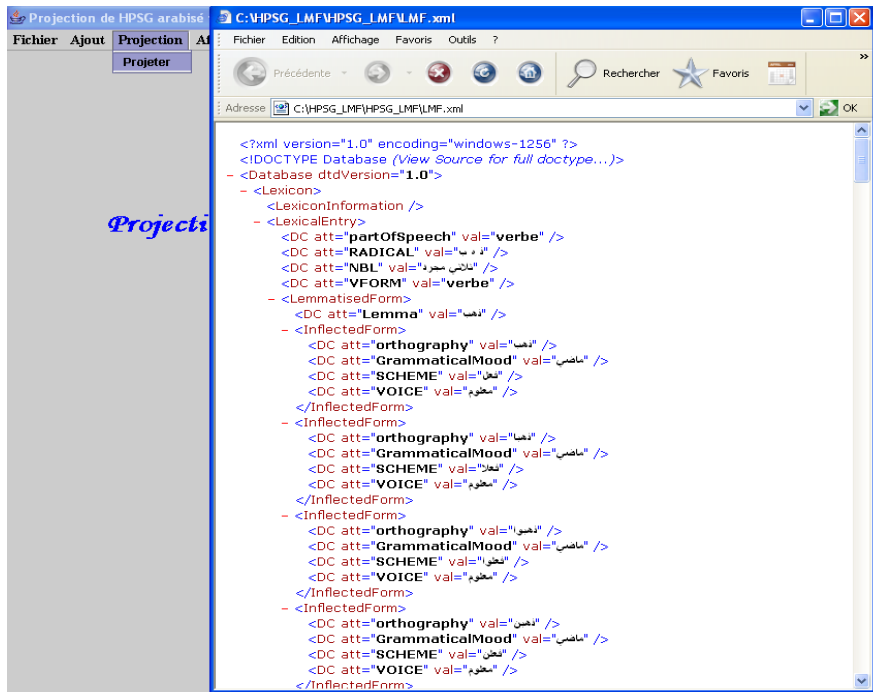 Projection de HPSG arabisé
Fichier Ajout Projection Af
Projeter
Projecti
C:\HPSG_LMF\HPSG_LMF\LMF.xml
Fichier Edition Affichage Favoris Outils ?
Précédente Rechercher Favoris »
Adresse C:\HPSG_LMF\HPSG_LMF\LMF.xml OK
<?xml version="1.0" encoding="windows-1256" ?>
<!DOCTYPE Database (View Source for full doctype...)>
– <Database dtdVersion="1.0">
– <Lexicon>
<LexiconInformation />
– <LexicalEntry>
<DC att="partOfSpeech" val="verbe" />
<DC att="RADICAL" val="ذ ه ب" />
<DC att="NBL" val="ثلاثي مجرد" />
<DC att="VFORM" val="verbe" />
– <LemmatisedForm>
<DC att="Lemma" val="ذهب" />
– <InflectedForm>
<DC att="orthography" val="ذهب" />
<DC att="GrammaticalMood" val="ماضي" />
<DC att="SCHEME" val="فعل" />
<DC att="VOICE" val="معلوم" />
</InflectedForm>
– <InflectedForm>
<DC att="orthography" val="ذهبا" />
<DC att="GrammaticalMood" val="ماضي" />
<DC att="SCHEME" val="فعلا" />
<DC att="VOICE" val="معلوم" />
</InflectedForm>
– <InflectedForm>
<DC att="orthography" val="ذهبوا" />
<DC att="GrammaticalMood" val="ماضي" />
<DC att="SCHEME" val="فعلوا" />
<DC att="VOICE" val="معلوم" />
</InflectedForm>
– <InflectedForm>
<DC att="orthography" val="ذهبن" />
<DC att="GrammaticalMood" val="ماضي" />
<DC att="SCHEME" val="فعلن" />
<DC att="VOICE" val="معلوم" />
</InflectedForm>